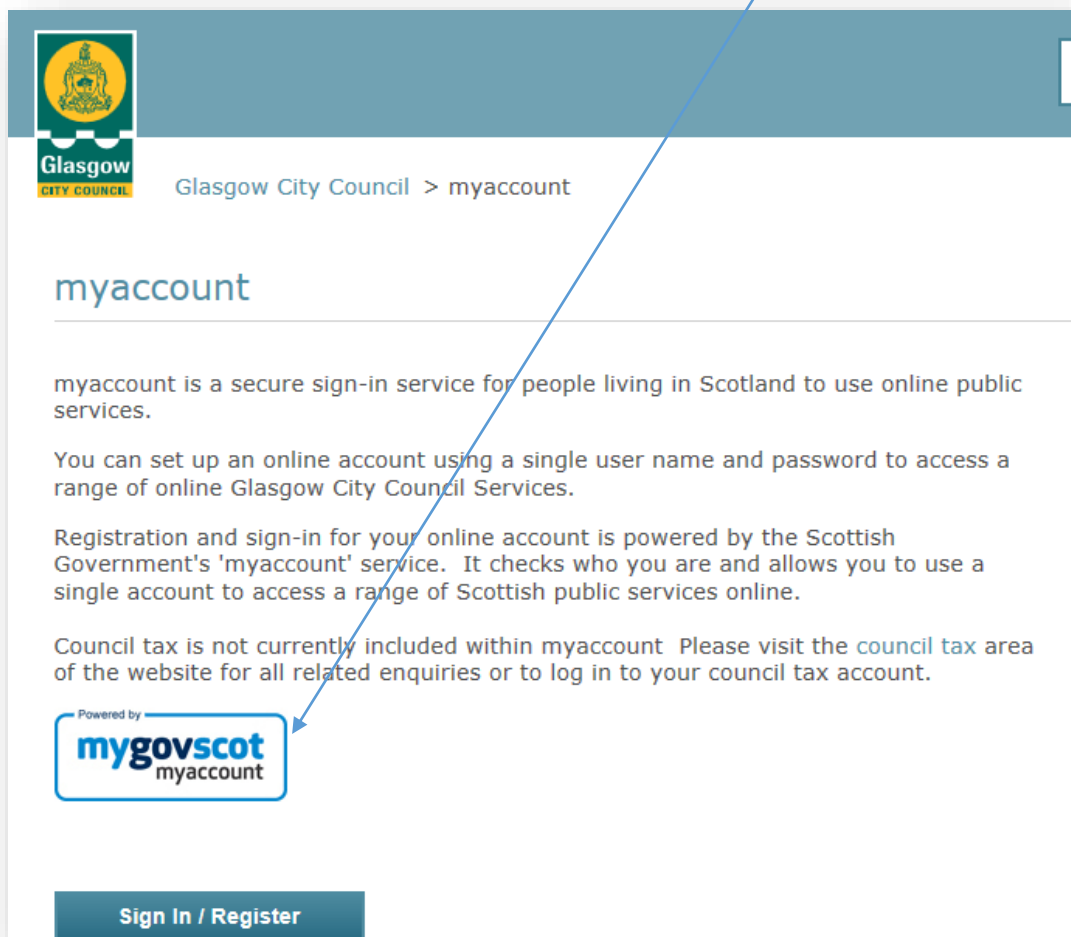 Glasgow
CITY COUNCIL
Glasgow City Council > myaccount
myaccount
myaccount is a secure sign-in service for people living in Scotland to use online public
services.
You can set up an online account using a single user name and password to access a
range of online Glasgow City Council Services.
Registration and sign-in for your online account is powered by the Scottish
Government's 'myaccount' service.  It checks who you are and allows you to use a
single account to access a range of Scottish public services online.
Council tax is not currently included within myaccount  Please visit the council tax area
of the website for all related enquiries or to log in to your council tax account.
Powered by
mygovscot
myaccount
Sign In / Register